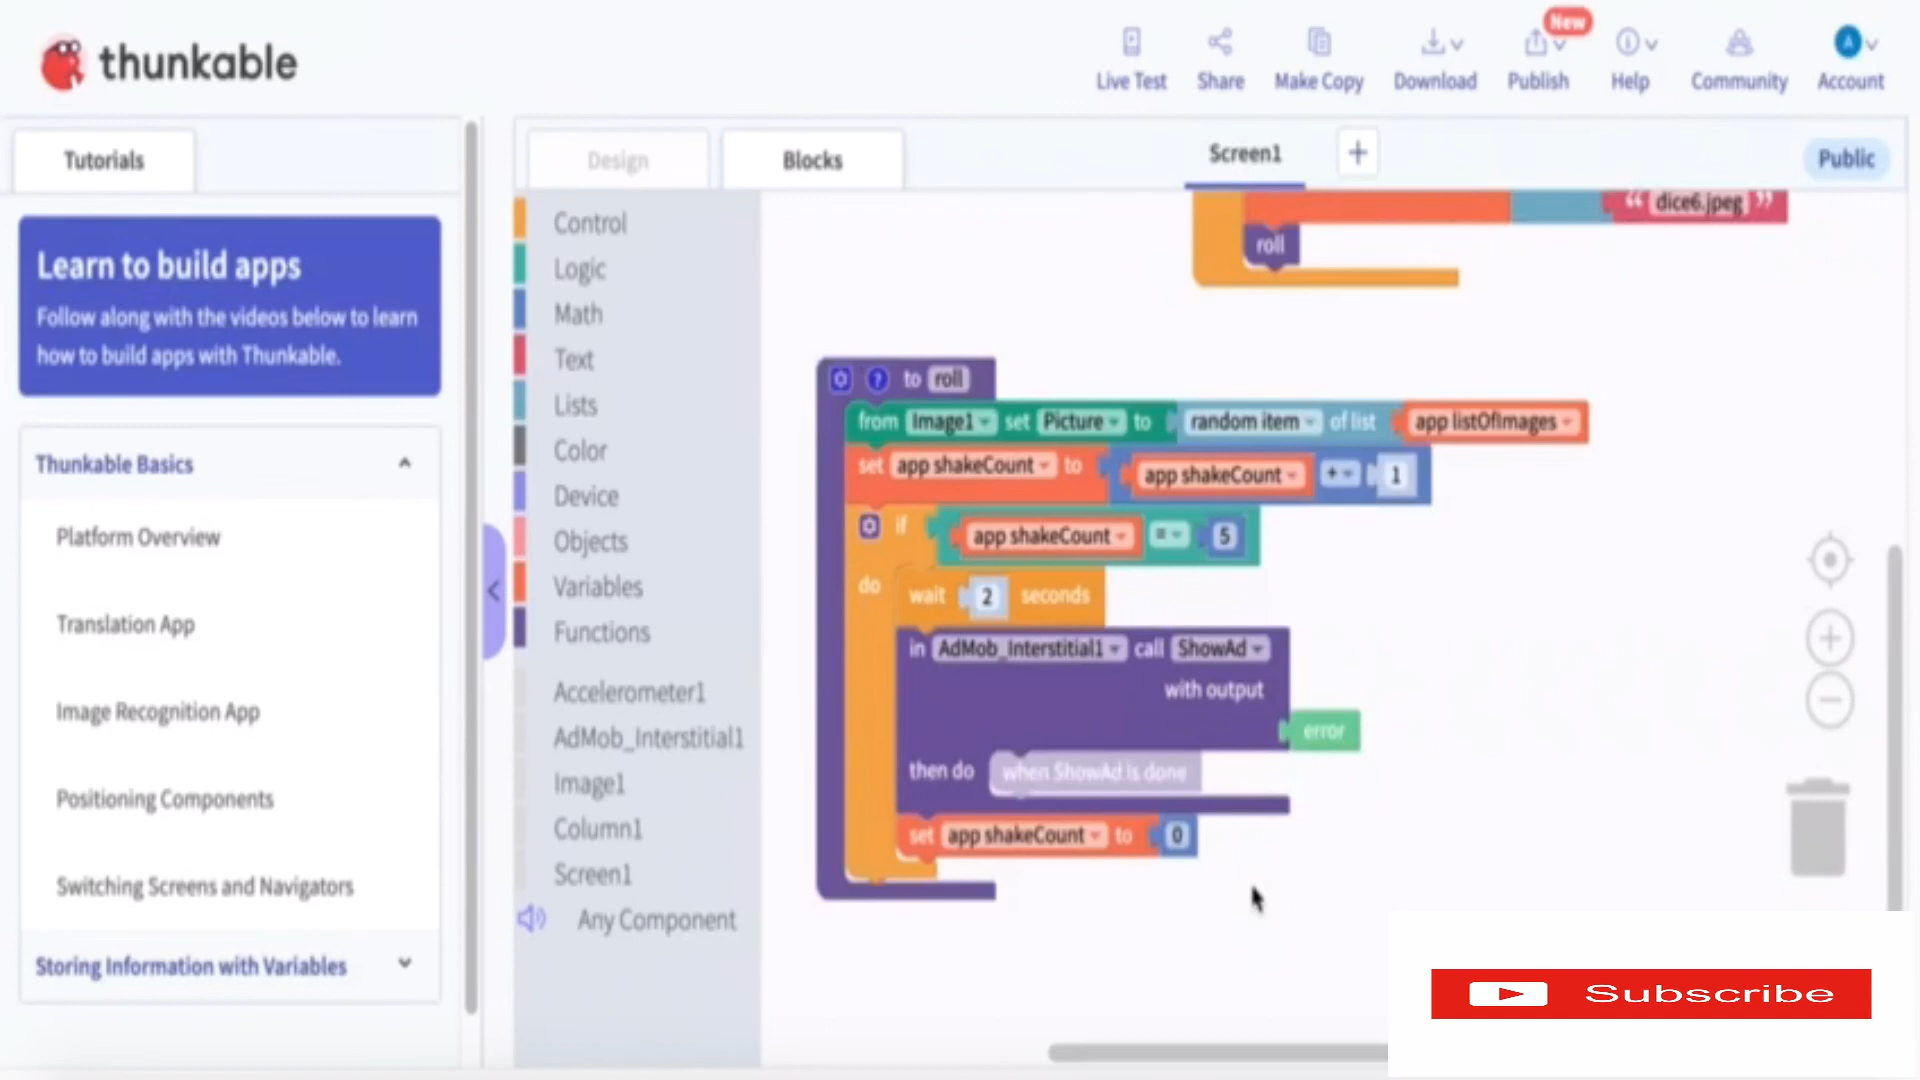 thunkable
New
Live Test
Share
Make Copy
Download
Publish
Help
Community
A
Account
Tutorials
Design
Blocks
Screen1
+
Public
Learn to build apps
Follow along with the videos below to learn
how to build apps with Thunkable.
Thunkable Basics
Platform Overview
Translation App
Image Recognition App
Positioning Components
Switching Screens and Navigators
Storing Information with Variables
Control
Logic
Math
Text
Lists
Color
Device
Objects
Variables
Functions
Accelerometer1
AdMob_Interstitial1
Image1
Column1
Screen1
Any Component
“ dice6.jpeg ”
roll
? to roll
from Image1 set Picture to random item of list app listOfImages
set app shakeCount to app shakeCount + 1
if app shakeCount = 5
do wait 2 seconds
in AdMob_Interstitial1 call ShowAd
with output
error
then do when ShowAd is done
set app shakeCount to 0
Subscribe